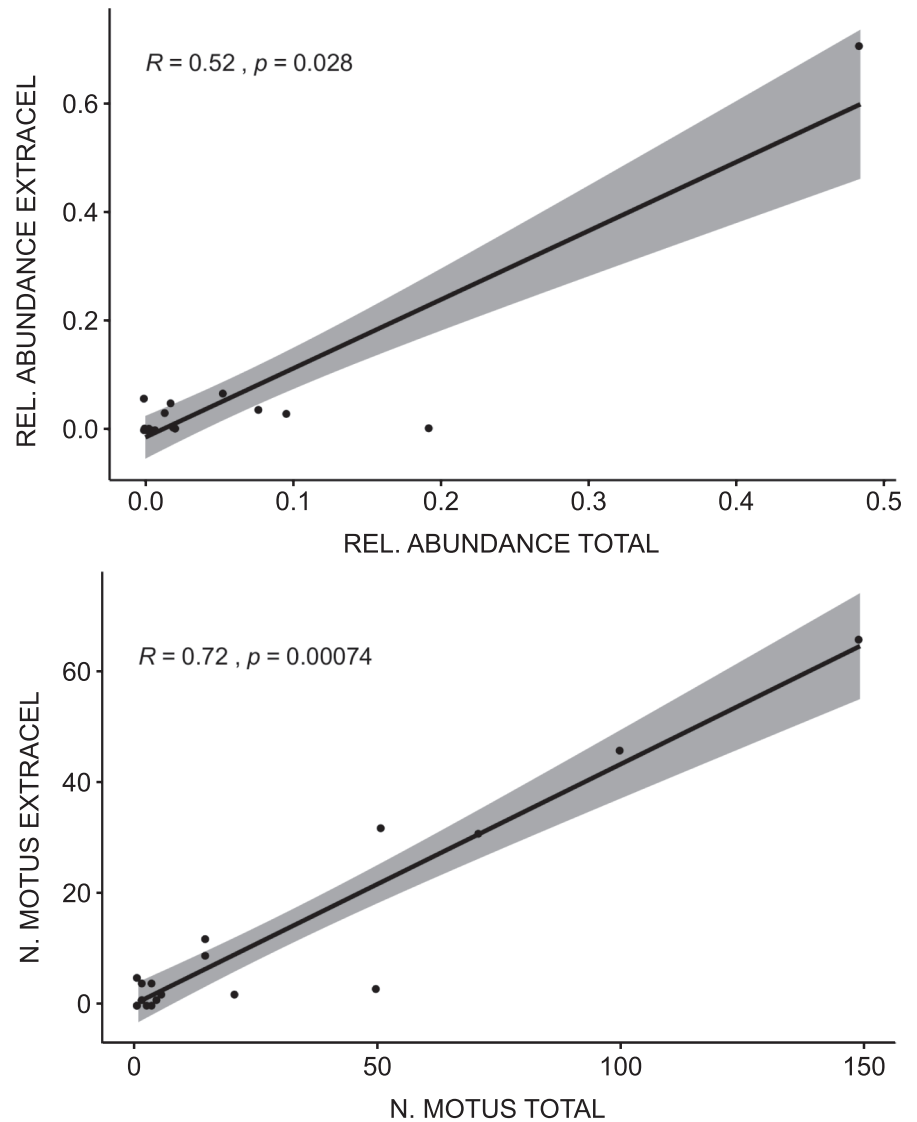 R = 0.52 , p = 0.028
REL. ABUNDANCE EXTRACEL
0.6
0.4
0.2
0.0
0.0 0.1 0.2 0.3 0.4 0.5
REL. ABUNDANCE TOTAL
R = 0.72 , p = 0.00074
N. MOTUS EXTRACEL
60
40
20
0
0 50 100 150
N. MOTUS TOTAL